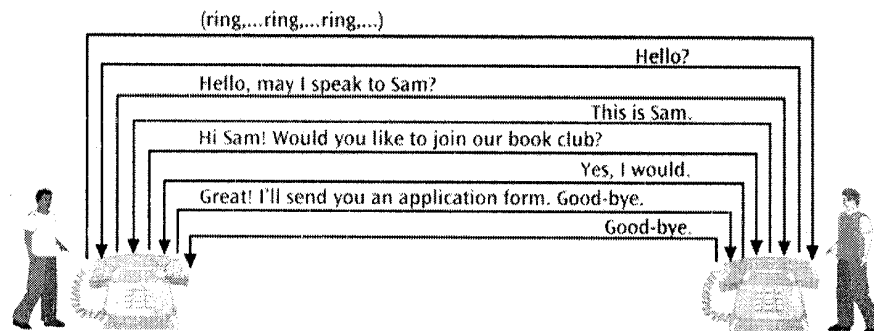 (ring,...ring,...ring,...)
Hello?
Hello, may I speak to Sam?
This is Sam.
Hi Sam! Would you like to join our book club?
Yes, I would.
Great! I'll send you an application form. Good-bye.
Good-bye.